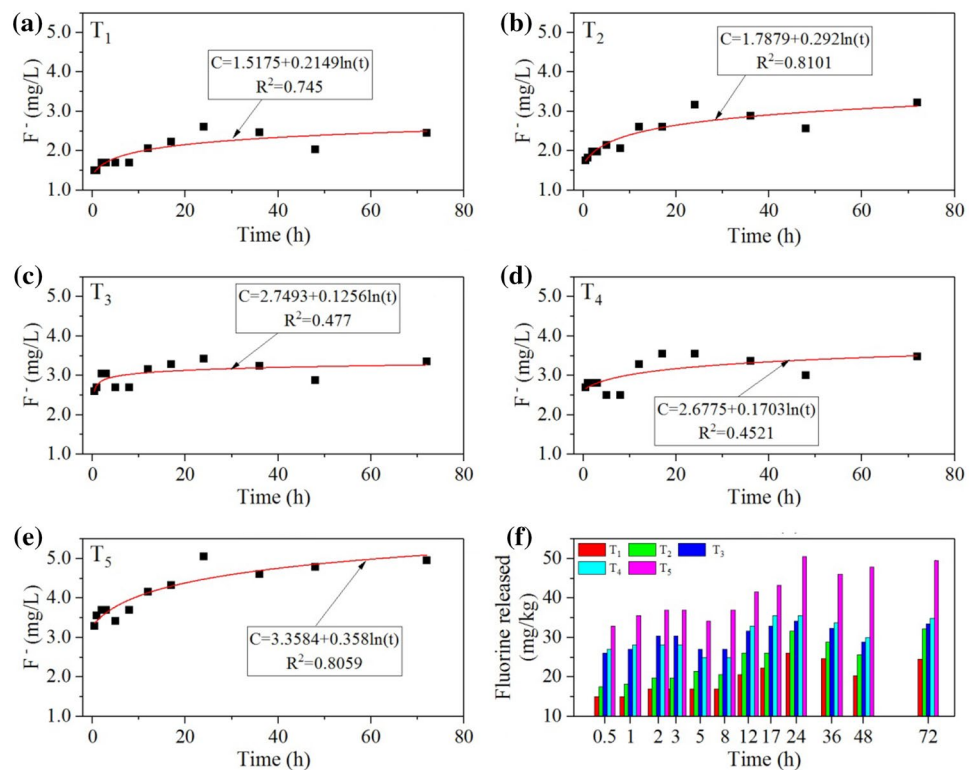 (a)
T1
C=1.5175+0.2149ln(t)
R2=0.745
F- (mg/L)
5.0
4.0
3.0
2.0
1.0
0 20 40 60 80
Time (h)
(b)
T2
C=1.7879+0.292ln(t)
R2=0.8101
F- (mg/L)
5.0
4.0
3.0
2.0
1.0
0 20 40 60 80
Time (h)
(c)
T3
C=2.7493+0.1256ln(t)
R2=0.477
F- (mg/L)
5.0
4.0
3.0
2.0
1.0
0 20 40 60 80
Time (h)
(d)
T4
C=2.6775+0.1703ln(t)
R2=0.4521
F- (mg/L)
5.0
4.0
3.0
2.0
1.0
0 20 40 60 80
Time (h)
(e)
T5
C=3.3584+0.358ln(t)
R2=0.8059
F- (mg/L)
5.0
4.0
3.0
2.0
1.0
0 20 40 60 80
Time (h)
(f)
T1 T2 T3
T4 T5
Fluorine released
(mg/kg)
50
40
30
20
10
0.5 1 2 3 5 8 12 17 24 36 48 72
Time (h)